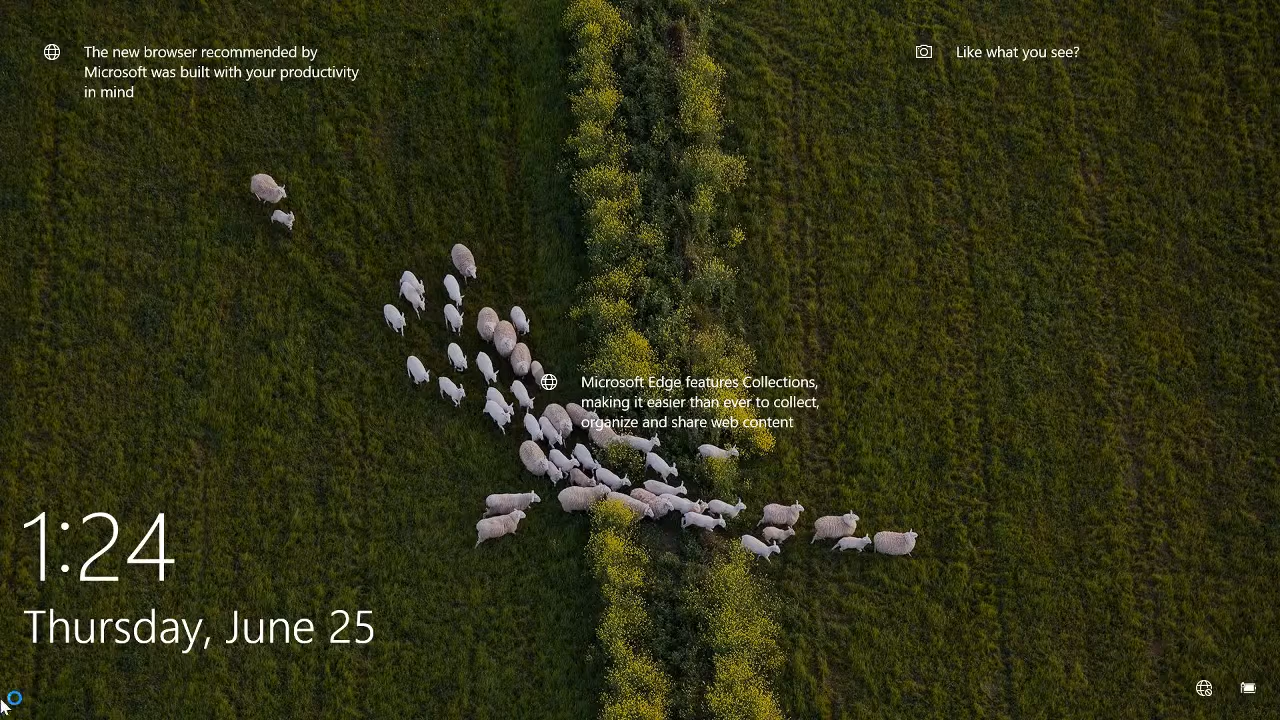 The new browser recommended by
Microsoft was built with your productivity
in mind
Like what you see?
Microsoft Edge features Collections,
making it easier than ever to collect,
organize and share web content
1:24
Thursday, June 25